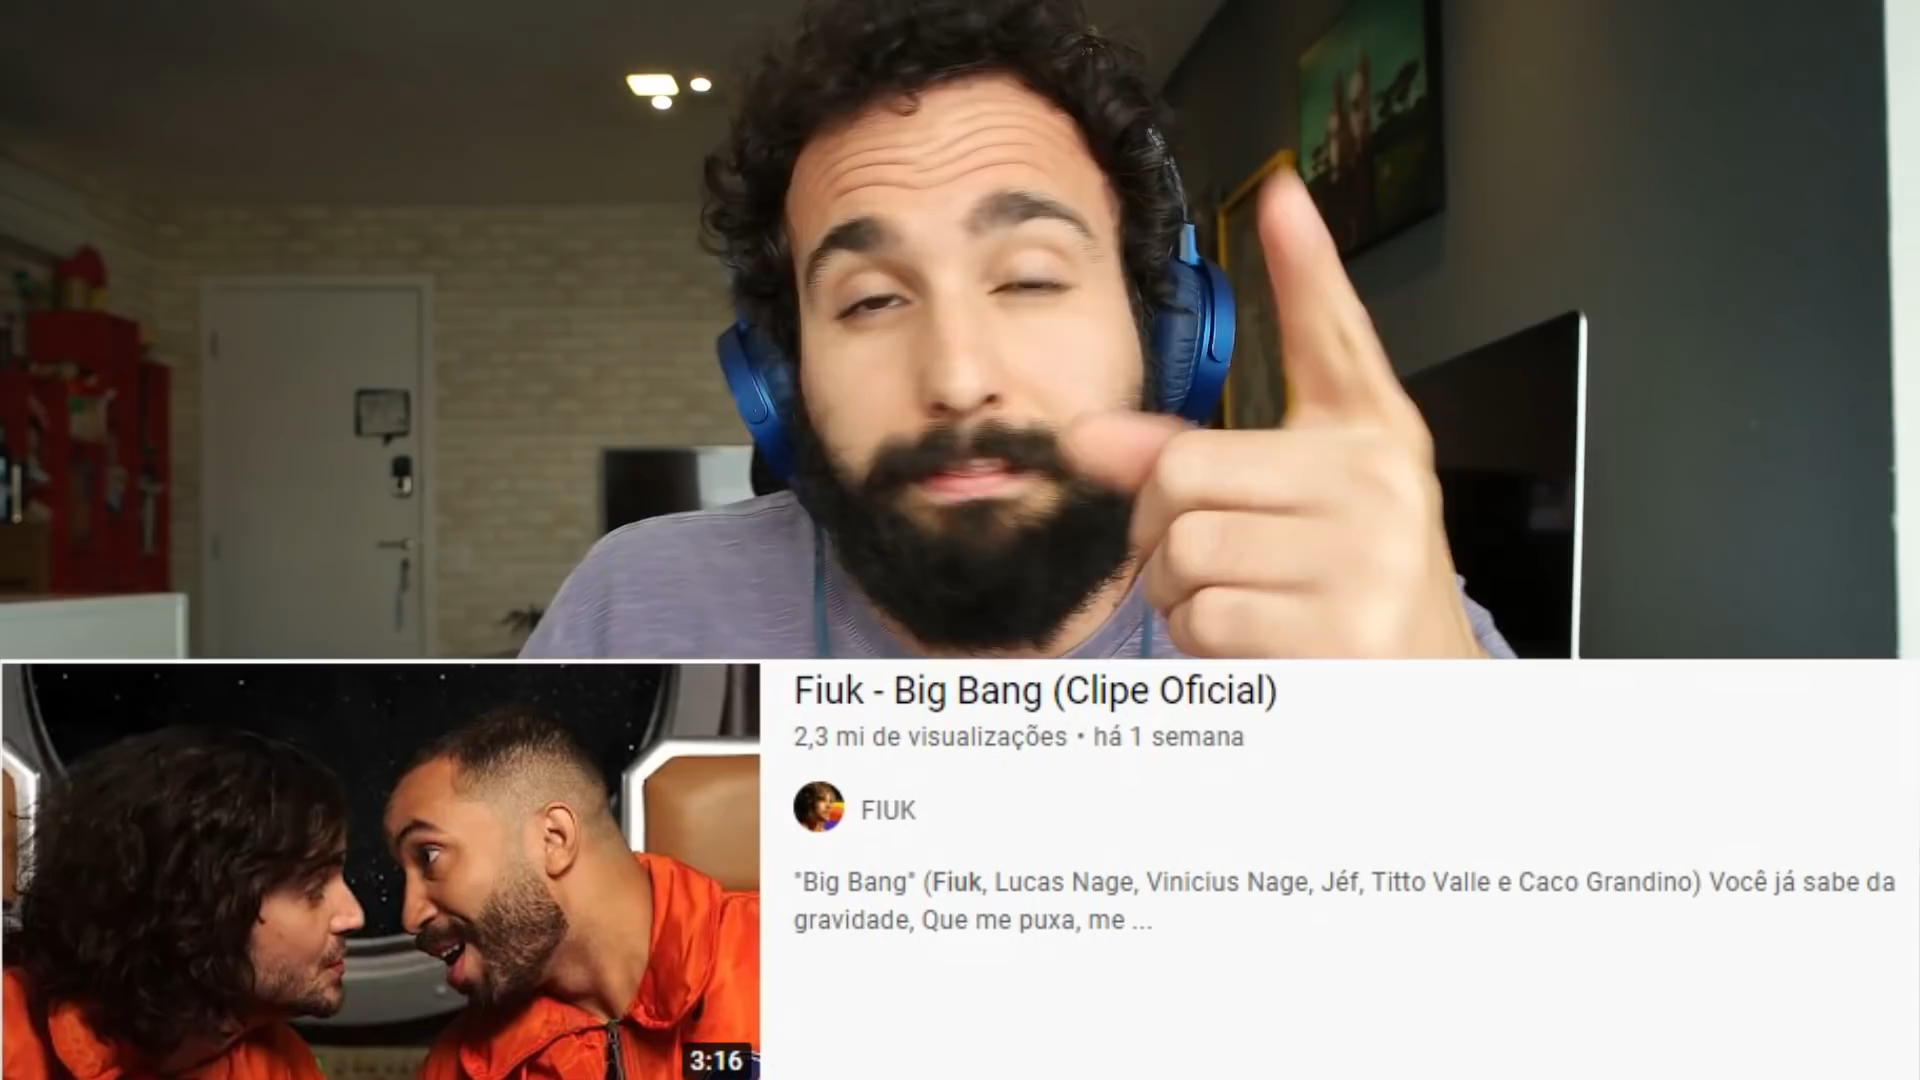 Fiuk - Big Bang (Clipe Oficial)
2,3 mi de visualizações • há 1 semana
FIUK
"Big Bang" (Fiuk, Lucas Nage, Vinicius Nage, Jéf, Titto Valle e Caco Grandino) Você já sabe da
gravidade, Que me puxa, me ...
3:16